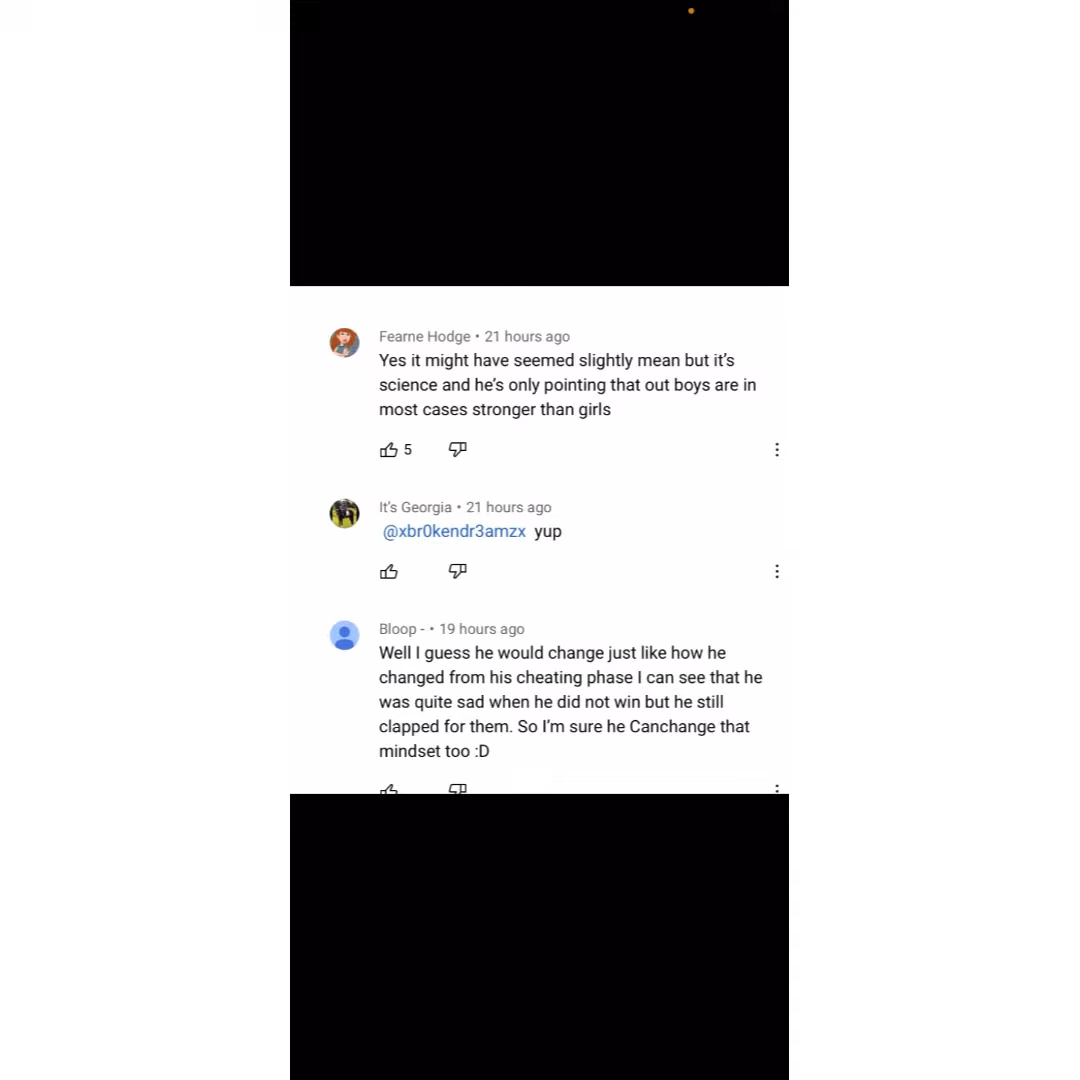 Fearne Hodge • 21 hours ago
Yes it might have seemed slightly mean but it's
science and he's only pointing that out boys are in
most cases stronger than girls
5
It's Georgia • 21 hours ago
@xbr0kendr3amzx yup
Bloop - • 19 hours ago
Well I guess he would change just like how he
changed from his cheating phase I can see that he
was quite sad when he did not win but he still
clapped for them. So I'm sure he Canchange that
mindset too :D